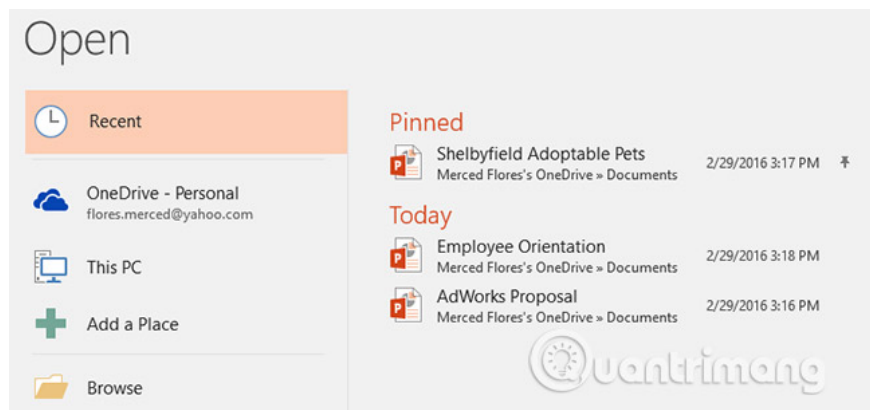 Open
Recent
OneDrive - Personal
flores.merced@yahoo.com
This PC
Add a Place
Browse
Pinned
Shelbyfield Adoptable Pets
2/29/2016 3:17 PM
Merced Flores's OneDrive » Documents
Today
Employee Orientation
2/29/2016 3:18 PM
Merced Flores's OneDrive » Documents
AdWorks Proposal
2/29/2016 3:16 PM
Merced Flores's OneDrive » Documents
Quantrimang